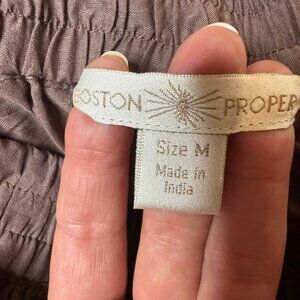 BOSTON PROPER
Size M
Made in
India